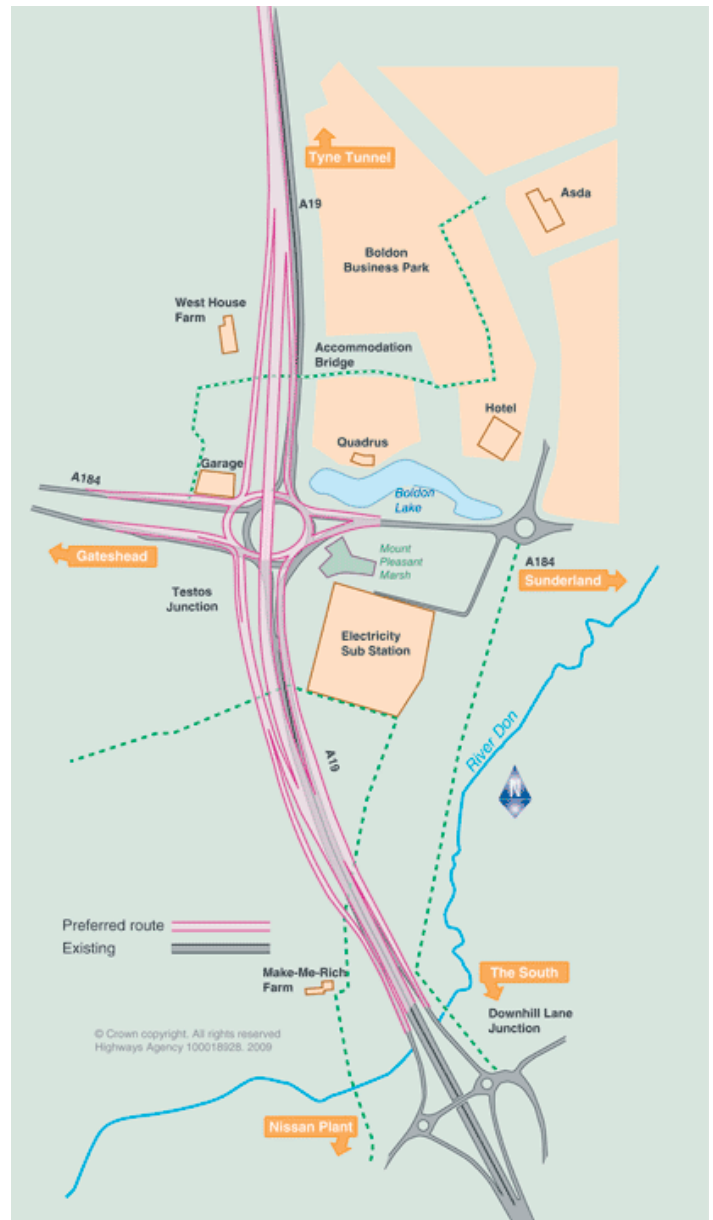 Tyne Tunnel
Asda
A19
Boldon
Business Park
West House
Farm
Accommodation
Bridge
Hotel
Quadrus
Garage
A184
Boldon
Lake
Gateshead
Mount
Pleasant
Marsh
A184
Sunderland
Testos
Junction
Electricity
Sub Station
River Don
A19
N
Preferred route
Existing
Make-Me-Rich
Farm
The South
Downhill Lane
Junction
© Crown copyright. All rights reserved
Highways Agency 100018928. 2009
Nissan Plant